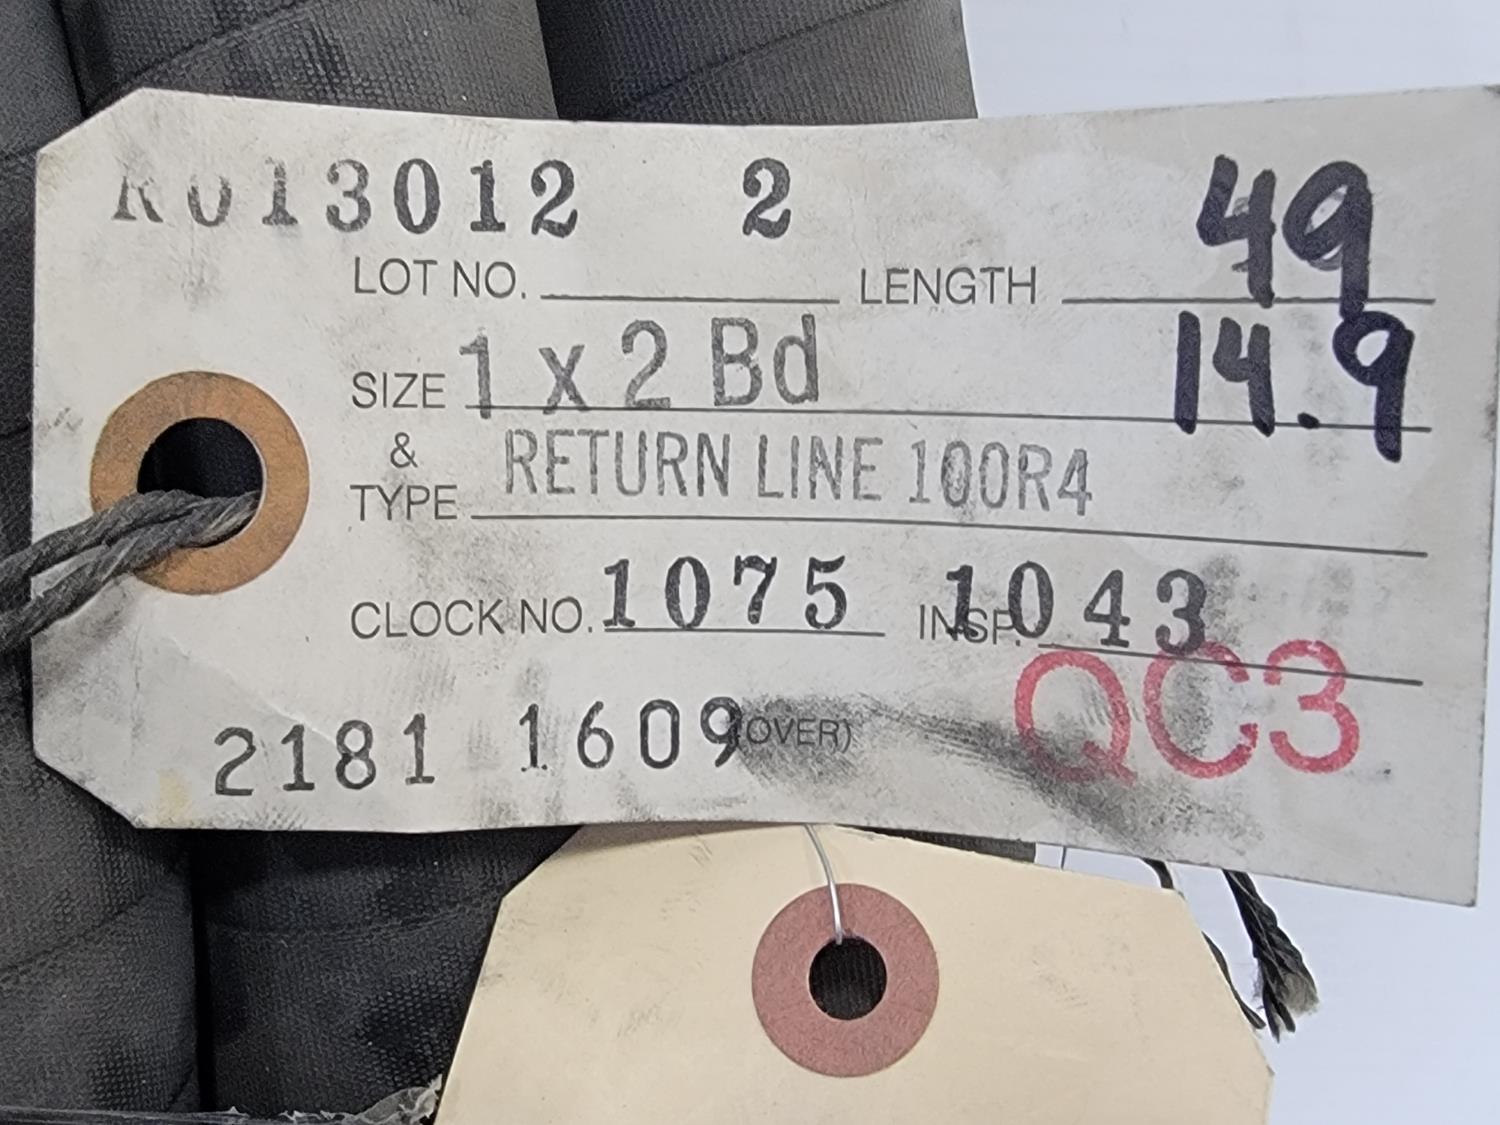 R013012 2 49
LOT NO. LENGTH
SIZE 1 x 2 Bd 14.9
&
TYPE RETURN LINE 100R4
CLOCK NO. 1075 INSP. 1043
QC3
2181 1609 (OVER)